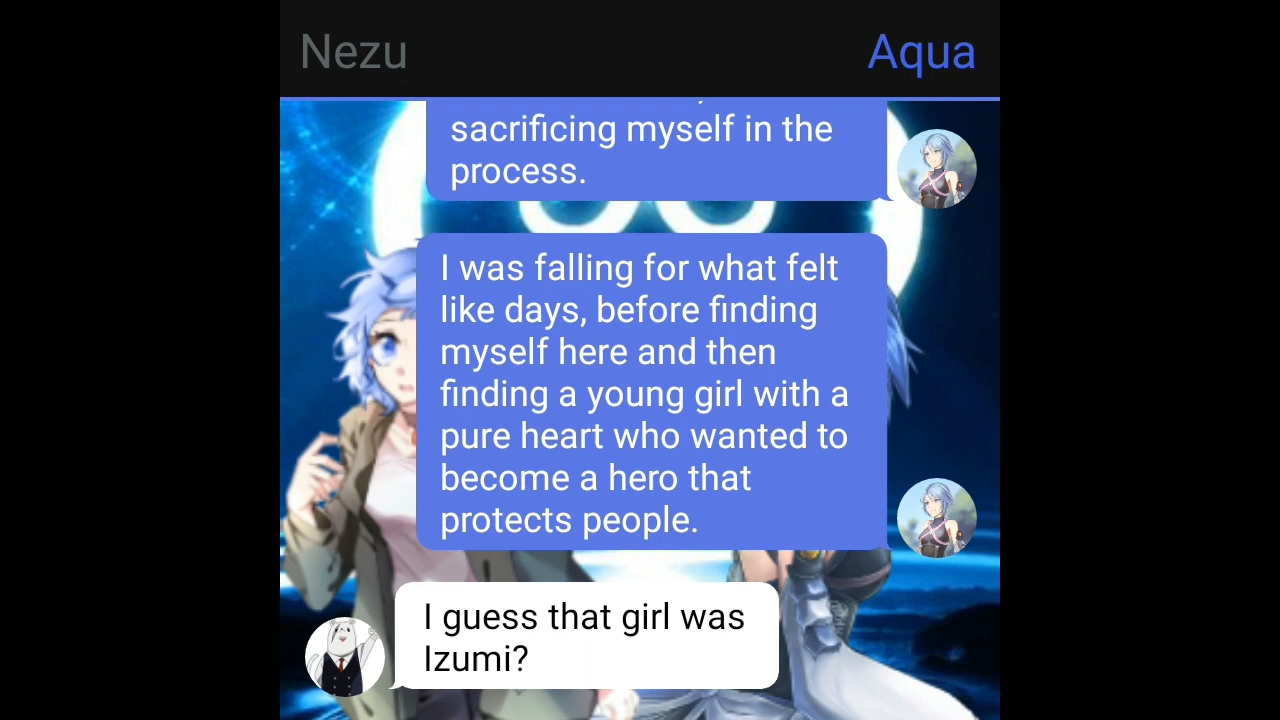 Nezu
Aqua
sacrificing myself in the
process.
I was falling for what felt
like days, before finding
myself here and then
finding a young girl with a
pure heart who wanted to
become a hero that
protects people.
I guess that girl was
Izumi?